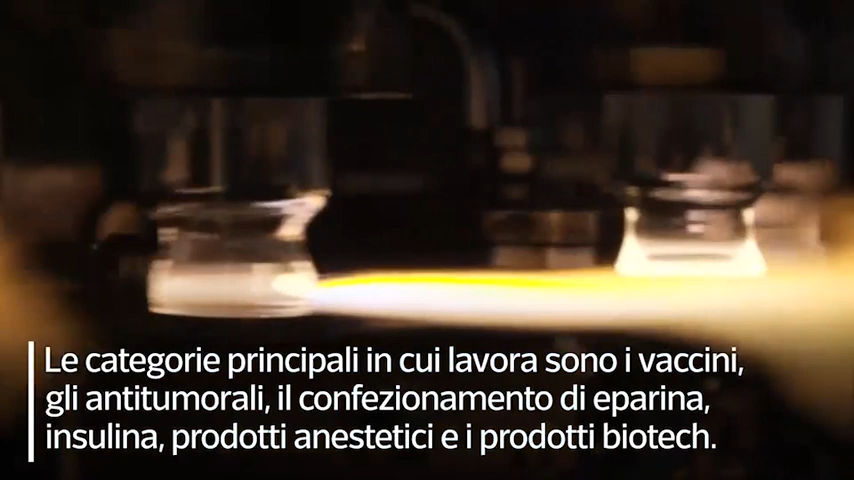 Le categorie principali in cui lavora sono i vaccini,
gli antitumorali, il confezionamento di eparina,
insulina, prodotti anestetici e i prodotti biotech.